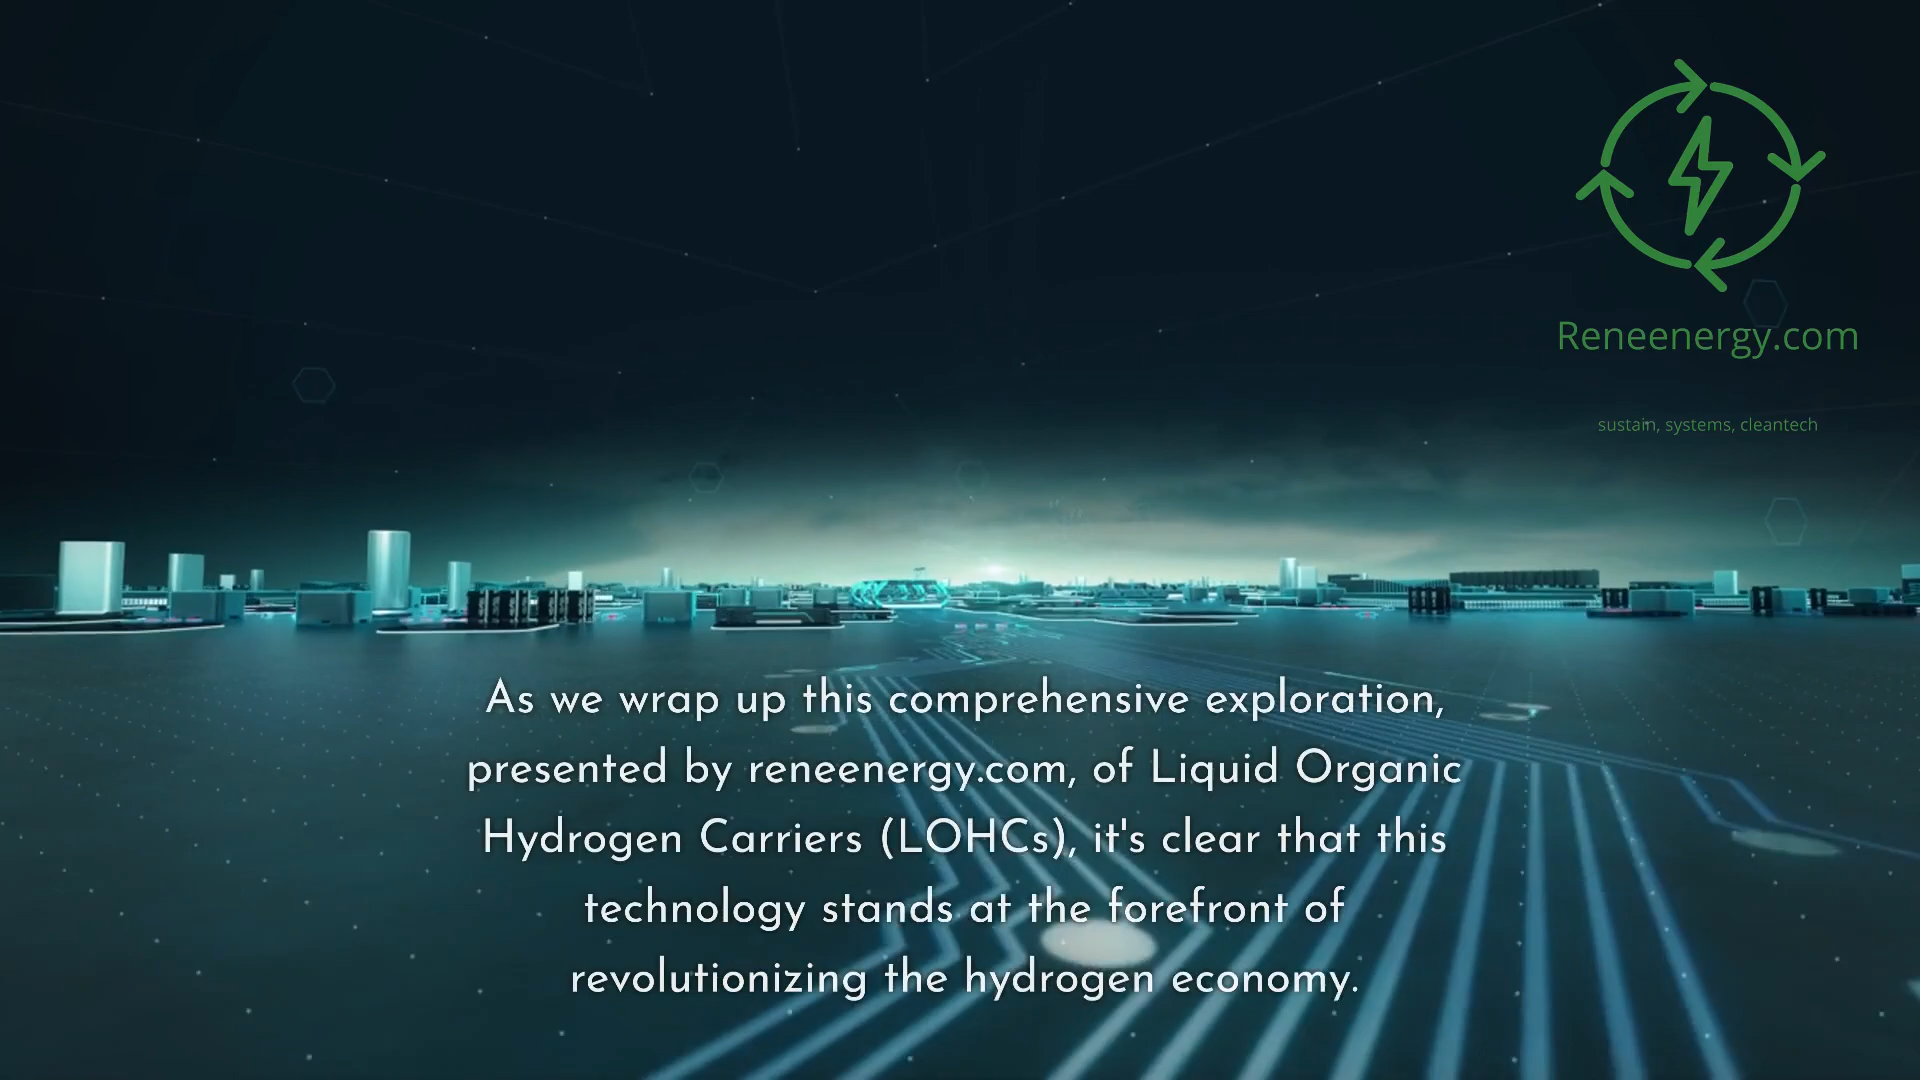 Reneenergy.com
sustain, systems, cleantech
As we wrap up this comprehensive exploration,
presented by reneenergy.com, of Liquid Organic
Hydrogen Carriers (LOHCs), it's clear that this
technology stands at the forefront of
revolutionizing the hydrogen economy.